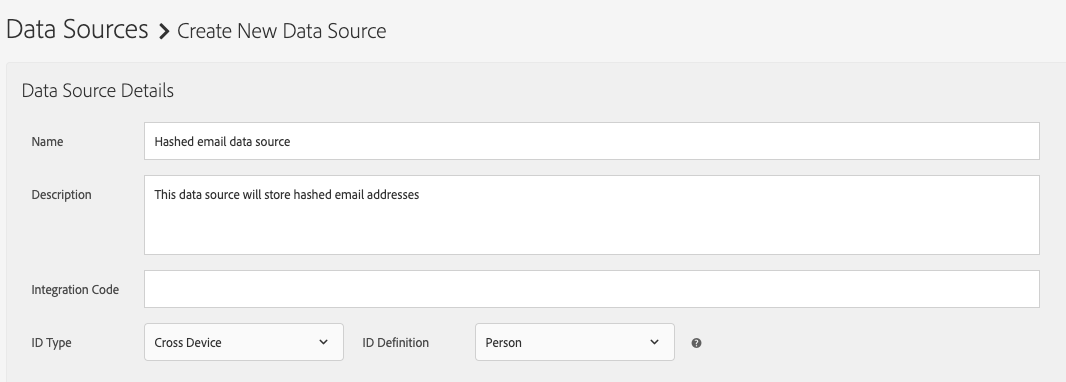 Data Sources > Create New Data Source
Data Source Details
Name Hashed email data source
Description This data source will store hashed email addresses
Integration Code
ID Type Cross Device ID Definition Person ?